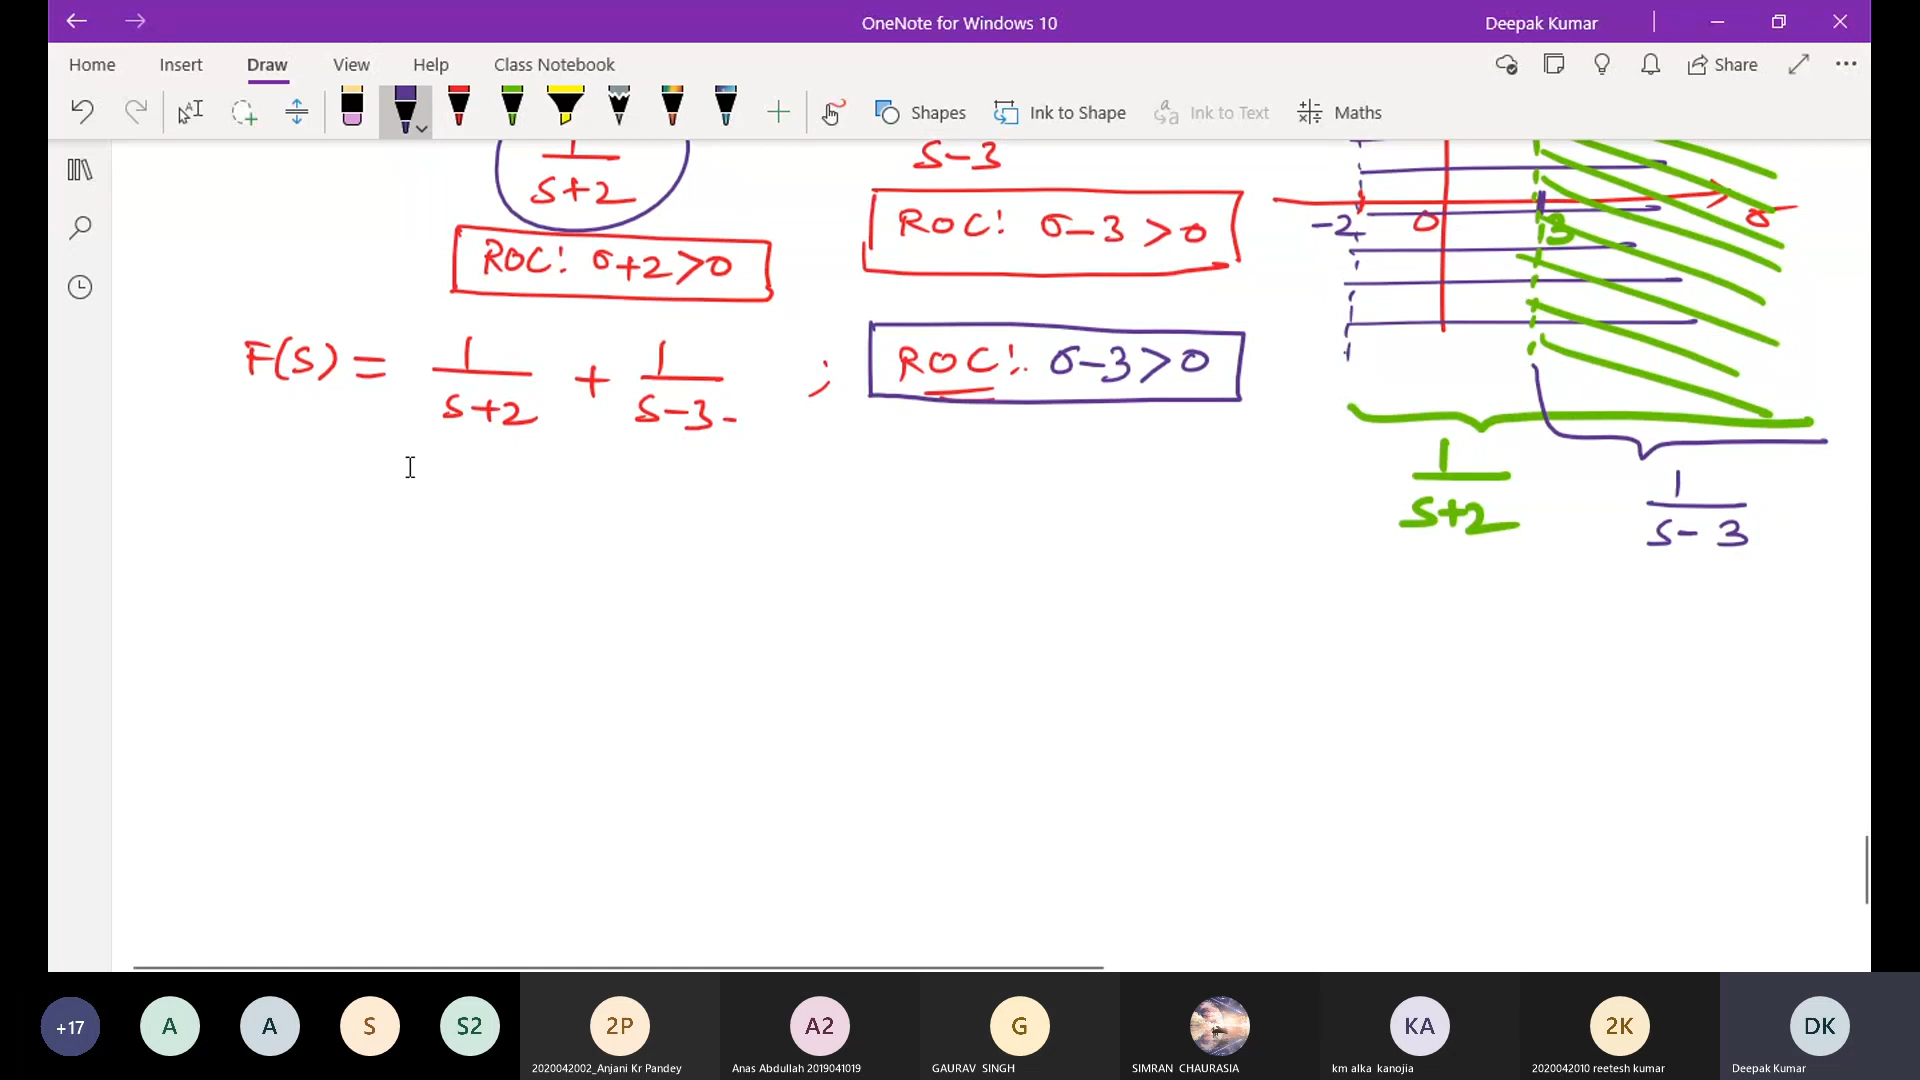 OneNote for Windows 10
Deepak Kumar
Home Insert Draw View Help Class Notebook
Share
Shapes Ink to Shape Ink to Text Maths
1/(s+2)
s-3
ROC: σ+2>0
ROC: σ-3>0
F(s) = 1/(s+2) + 1/(s-3) ;
ROC: σ-3>0
-2 0 3 σ
1/(s+2)
1/(s-3)
+17 A A S S2 2P A2 G KA 2K DK
2020042002_Anjani Kr Pandey
Anas Abdullah 2019041019
GAURAV SINGH
SIMRAN CHAURASIA
km alka kanojia
2020042010 reetesh kumar
Deepak Kumar